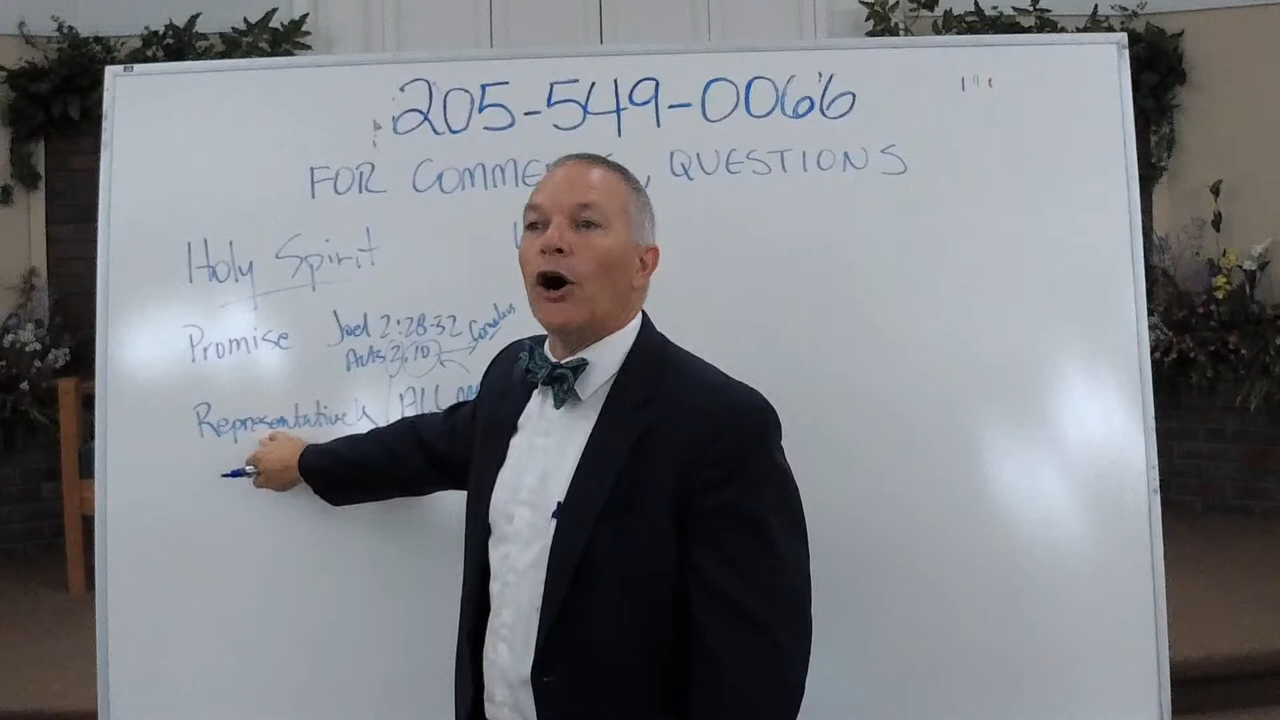 205-549-0066
FOR COMME , QUESTIONS
Holy Spirit
Promise Joel 2:28-32 Cornelius
Acts 2, 10
Representative's ALL